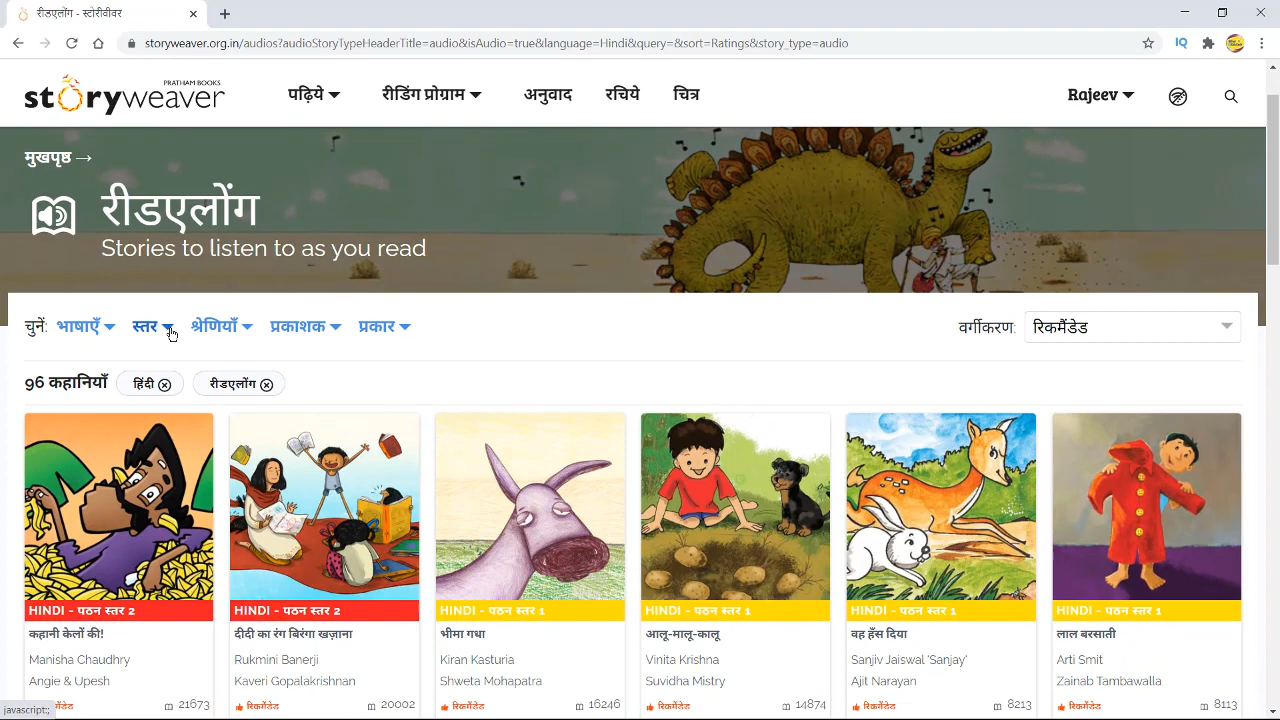 रीडएलोंग - स्टोरीवीवर
storyweaver.org.in/audios?audioStoryTypeHeaderTitle=audio&isAudio=true&language=Hindi&query=&sort=Ratings&story_type=audio
IQ
PRATHAM BOOKS
storyweaver
पढ़िये रीडिंग प्रोग्राम अनुवाद रचिये चित्र Rajeev
मुखपृष्ठ →
रीडएलोंग
Stories to listen to as you read
चुनें: भाषाएँ स्तर श्रेणियाँ प्रकाशक प्रकार वर्गीकरण: रिकमैंडेड
96 कहानियाँ हिंदी रीडएलोंग
HINDI - पठन स्तर 2 HINDI - पठन स्तर 2 HINDI - पठन स्तर 1 HINDI - पठन स्तर 1 HINDI - पठन स्तर 1 HINDI - पठन स्तर 1
कहानी केलों की! दीदी का रंग बिरंगा खज़ाना भीमा गधा आलू-मालू-कालू वह हँस दिया लाल बरसाती
Manisha Chaudhry Rukmini Banerji Kiran Kasturia Vinita Krishna Sanjiv Jaiswal 'Sanjay' Arti Smit
Angie & Upesh Kaveri Gopalakrishnan Shweta Mohapatra Suvidha Mistry Ajit Narayan Zainab Tambawalla
21673 रिकमैंडेड 20002 रिकमैंडेड 16246 रिकमैंडेड 14874 रिकमैंडेड 8213 रिकमैंडेड 8113
javascript:;